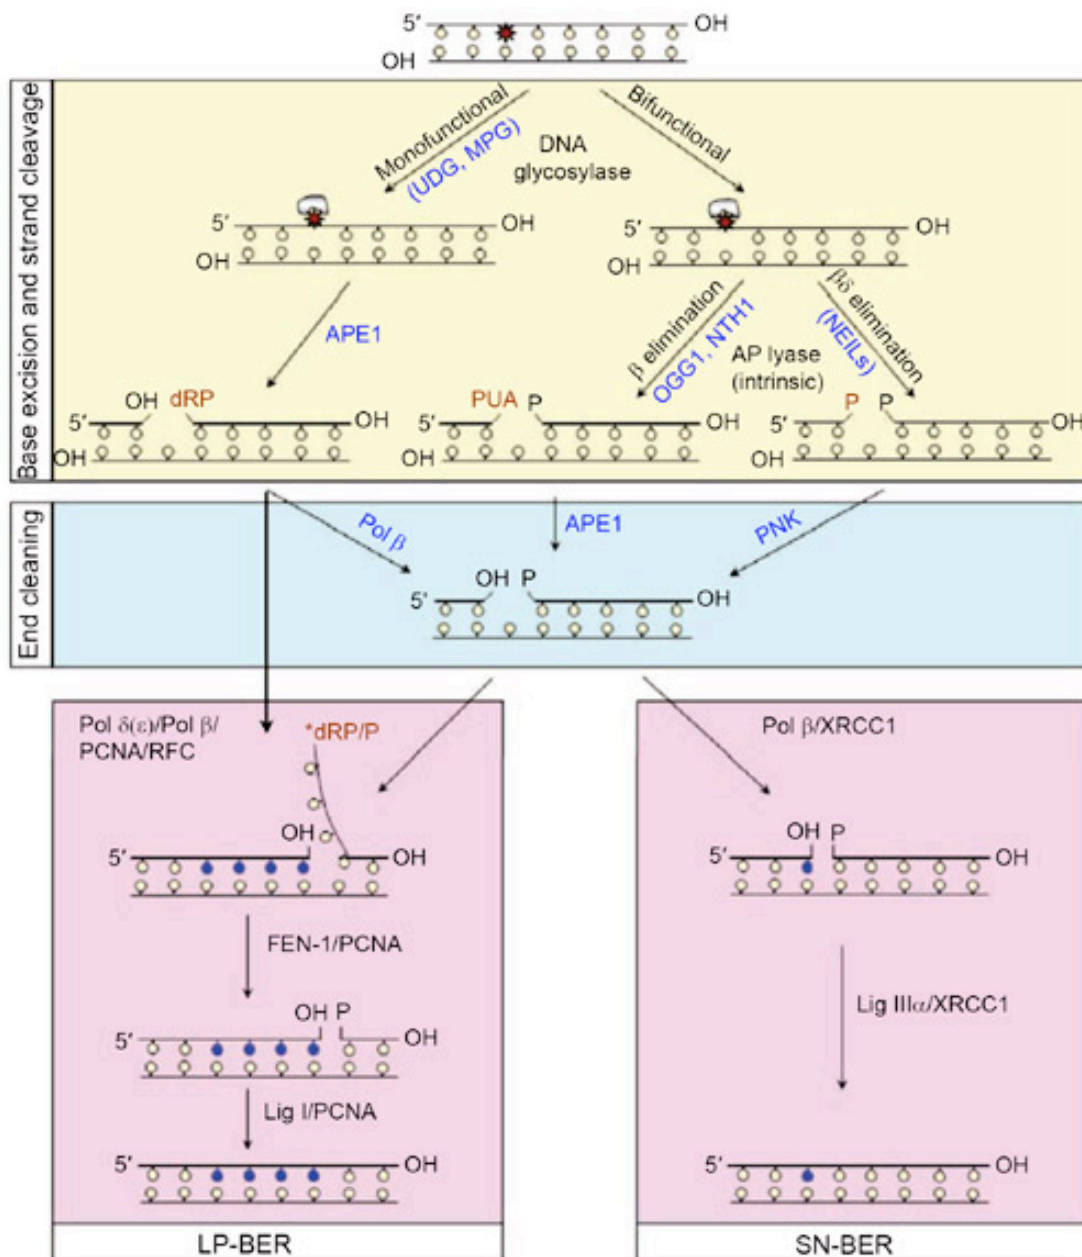 5′ OH
OH
Base excision and strand cleavage
Monofunctional
(UDG, MPG)
DNA
glycosylase
Bifunctional
5′ OH
OH
5′ OH
OH
APE1
β elimination
OGG1, NTH1
AP lyase
(intrinsic)
βδ elimination
(NEILs)
OH dRP
5′ OH
OH
PUA P
5′ OH
OH
P P
5′ OH
OH
End cleaning
Pol β
APE1
PNK
OH P
5′ OH
Pol δ(ε)/Pol β/
PCNA/RFC
*dRP/P
OH
5′ OH
FEN-1/PCNA
OH P
5′ OH
Lig I/PCNA
5′ OH
LP-BER
Pol β/XRCC1
OH P
5′ OH
Lig IIIα/XRCC1
5′ OH
SN-BER